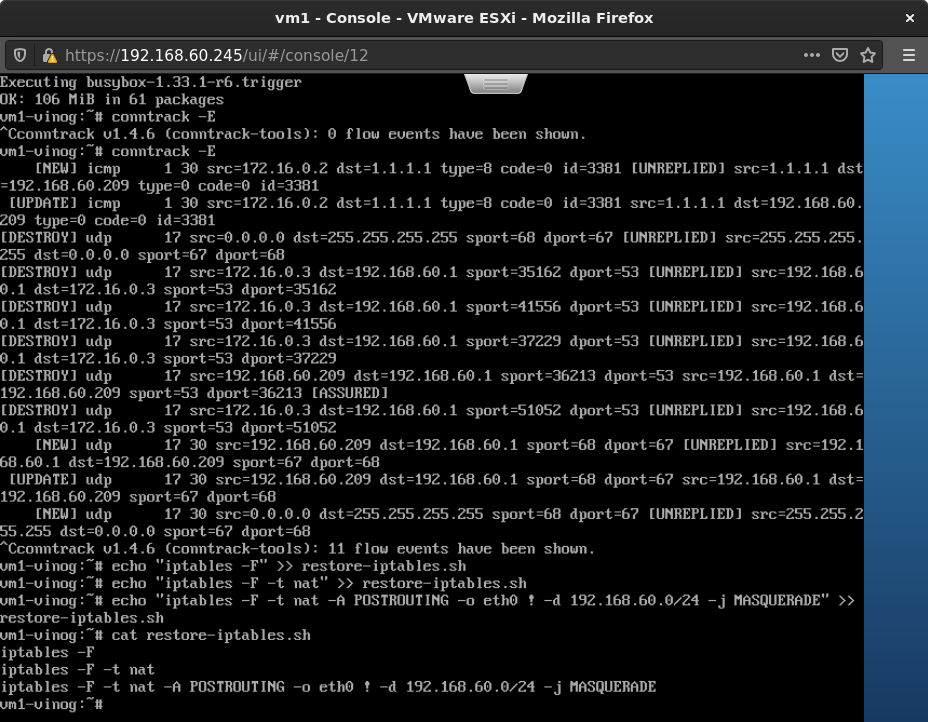 vm1 - Console - VMware ESXi - Mozilla Firefox
https://192.168.60.245/ui/#/console/12
Executing busybox-1.33.1-r6.trigger
OK: 106 MiB in 61 packages
vm1-vinog:~# conntrack -E
^Cconntrack v1.4.6 (conntrack-tools): 0 flow events have been shown.
vm1-vinog:~# conntrack -E
[NEW] icmp 1 30 src=172.16.0.2 dst=1.1.1.1 type=8 code=0 id=3381 [UNREPLIED] src=1.1.1.1 dst
=192.168.60.209 type=0 code=0 id=3381
[UPDATE] icmp 1 30 src=172.16.0.2 dst=1.1.1.1 type=8 code=0 id=3381 src=1.1.1.1 dst=192.168.60.
209 type=0 code=0 id=3381
[DESTROY] udp 17 src=0.0.0.0 dst=255.255.255.255 sport=68 dport=67 [UNREPLIED] src=255.255.255.
255 dst=0.0.0.0 sport=67 dport=68
[DESTROY] udp 17 src=172.16.0.3 dst=192.168.60.1 sport=35162 dport=53 [UNREPLIED] src=192.168.6
0.1 dst=172.16.0.3 sport=53 dport=35162
[DESTROY] udp 17 src=172.16.0.3 dst=192.168.60.1 sport=41556 dport=53 [UNREPLIED] src=192.168.6
0.1 dst=172.16.0.3 sport=53 dport=41556
[DESTROY] udp 17 src=172.16.0.3 dst=192.168.60.1 sport=37229 dport=53 [UNREPLIED] src=192.168.6
0.1 dst=172.16.0.3 sport=53 dport=37229
[DESTROY] udp 17 src=192.168.60.209 dst=192.168.60.1 sport=36213 dport=53 src=192.168.60.1 dst=
192.168.60.209 sport=53 dport=36213 [ASSURED]
[DESTROY] udp 17 src=172.16.0.3 dst=192.168.60.1 sport=51052 dport=53 [UNREPLIED] src=192.168.6
0.1 dst=172.16.0.3 sport=53 dport=51052
[NEW] udp 17 30 src=192.168.60.209 dst=192.168.60.1 sport=68 dport=67 [UNREPLIED] src=192.1
68.60.1 dst=192.168.60.209 sport=67 dport=68
[UPDATE] udp 17 30 src=192.168.60.209 dst=192.168.60.1 sport=68 dport=67 src=192.168.60.1 dst=
192.168.60.209 sport=67 dport=68
[NEW] udp 17 30 src=0.0.0.0 dst=255.255.255.255 sport=68 dport=67 [UNREPLIED] src=255.255.2
55.255 dst=0.0.0.0 sport=67 dport=68
^Cconntrack v1.4.6 (conntrack-tools): 11 flow events have been shown.
vm1-vinog:~# echo "iptables -F" >> restore-iptables.sh
vm1-vinog:~# echo "iptables -F -t nat" >> restore-iptables.sh
vm1-vinog:~# echo "iptables -F -t nat -A POSTROUTING -o eth0 ! -d 192.168.60.0/24 -j MASQUERADE" >>
restore-iptables.sh
vm1-vinog:~# cat restore-iptables.sh
iptables -F
iptables -F -t nat
iptables -F -t nat -A POSTROUTING -o eth0 ! -d 192.168.60.0/24 -j MASQUERADE
vm1-vinog:~#